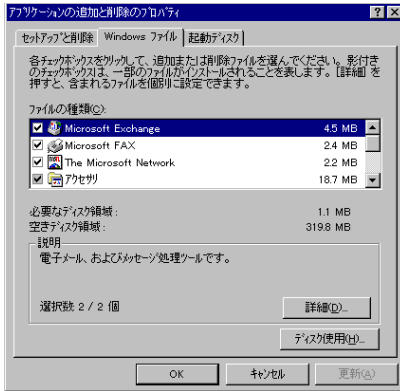 アプリケーションの追加と削除のプロパティ
セットアップと削除 Windows ファイル 起動ディスク
各チェックボックスをクリックして、追加または削除ファイルを選んでください。影付き
のチェックボックスは、一部のファイルがインストールされることを表します。[詳細] を
押すと、含まれるファイルを個別に設定できます。
ファイルの種類(C):
Microsoft Exchange 4.5 MB
Microsoft FAX 2.4 MB
The Microsoft Network 2.2 MB
アクセサリ 18.7 MB
必要なディスク領域: 1.1 MB
空きディスク領域: 319.8 MB
説明
電子メール、およびメッセージ処理ツールです。
選択数: 2 / 2 個
詳細(D)...
ディスク使用(H)...
OK キャンセル 更新(A)